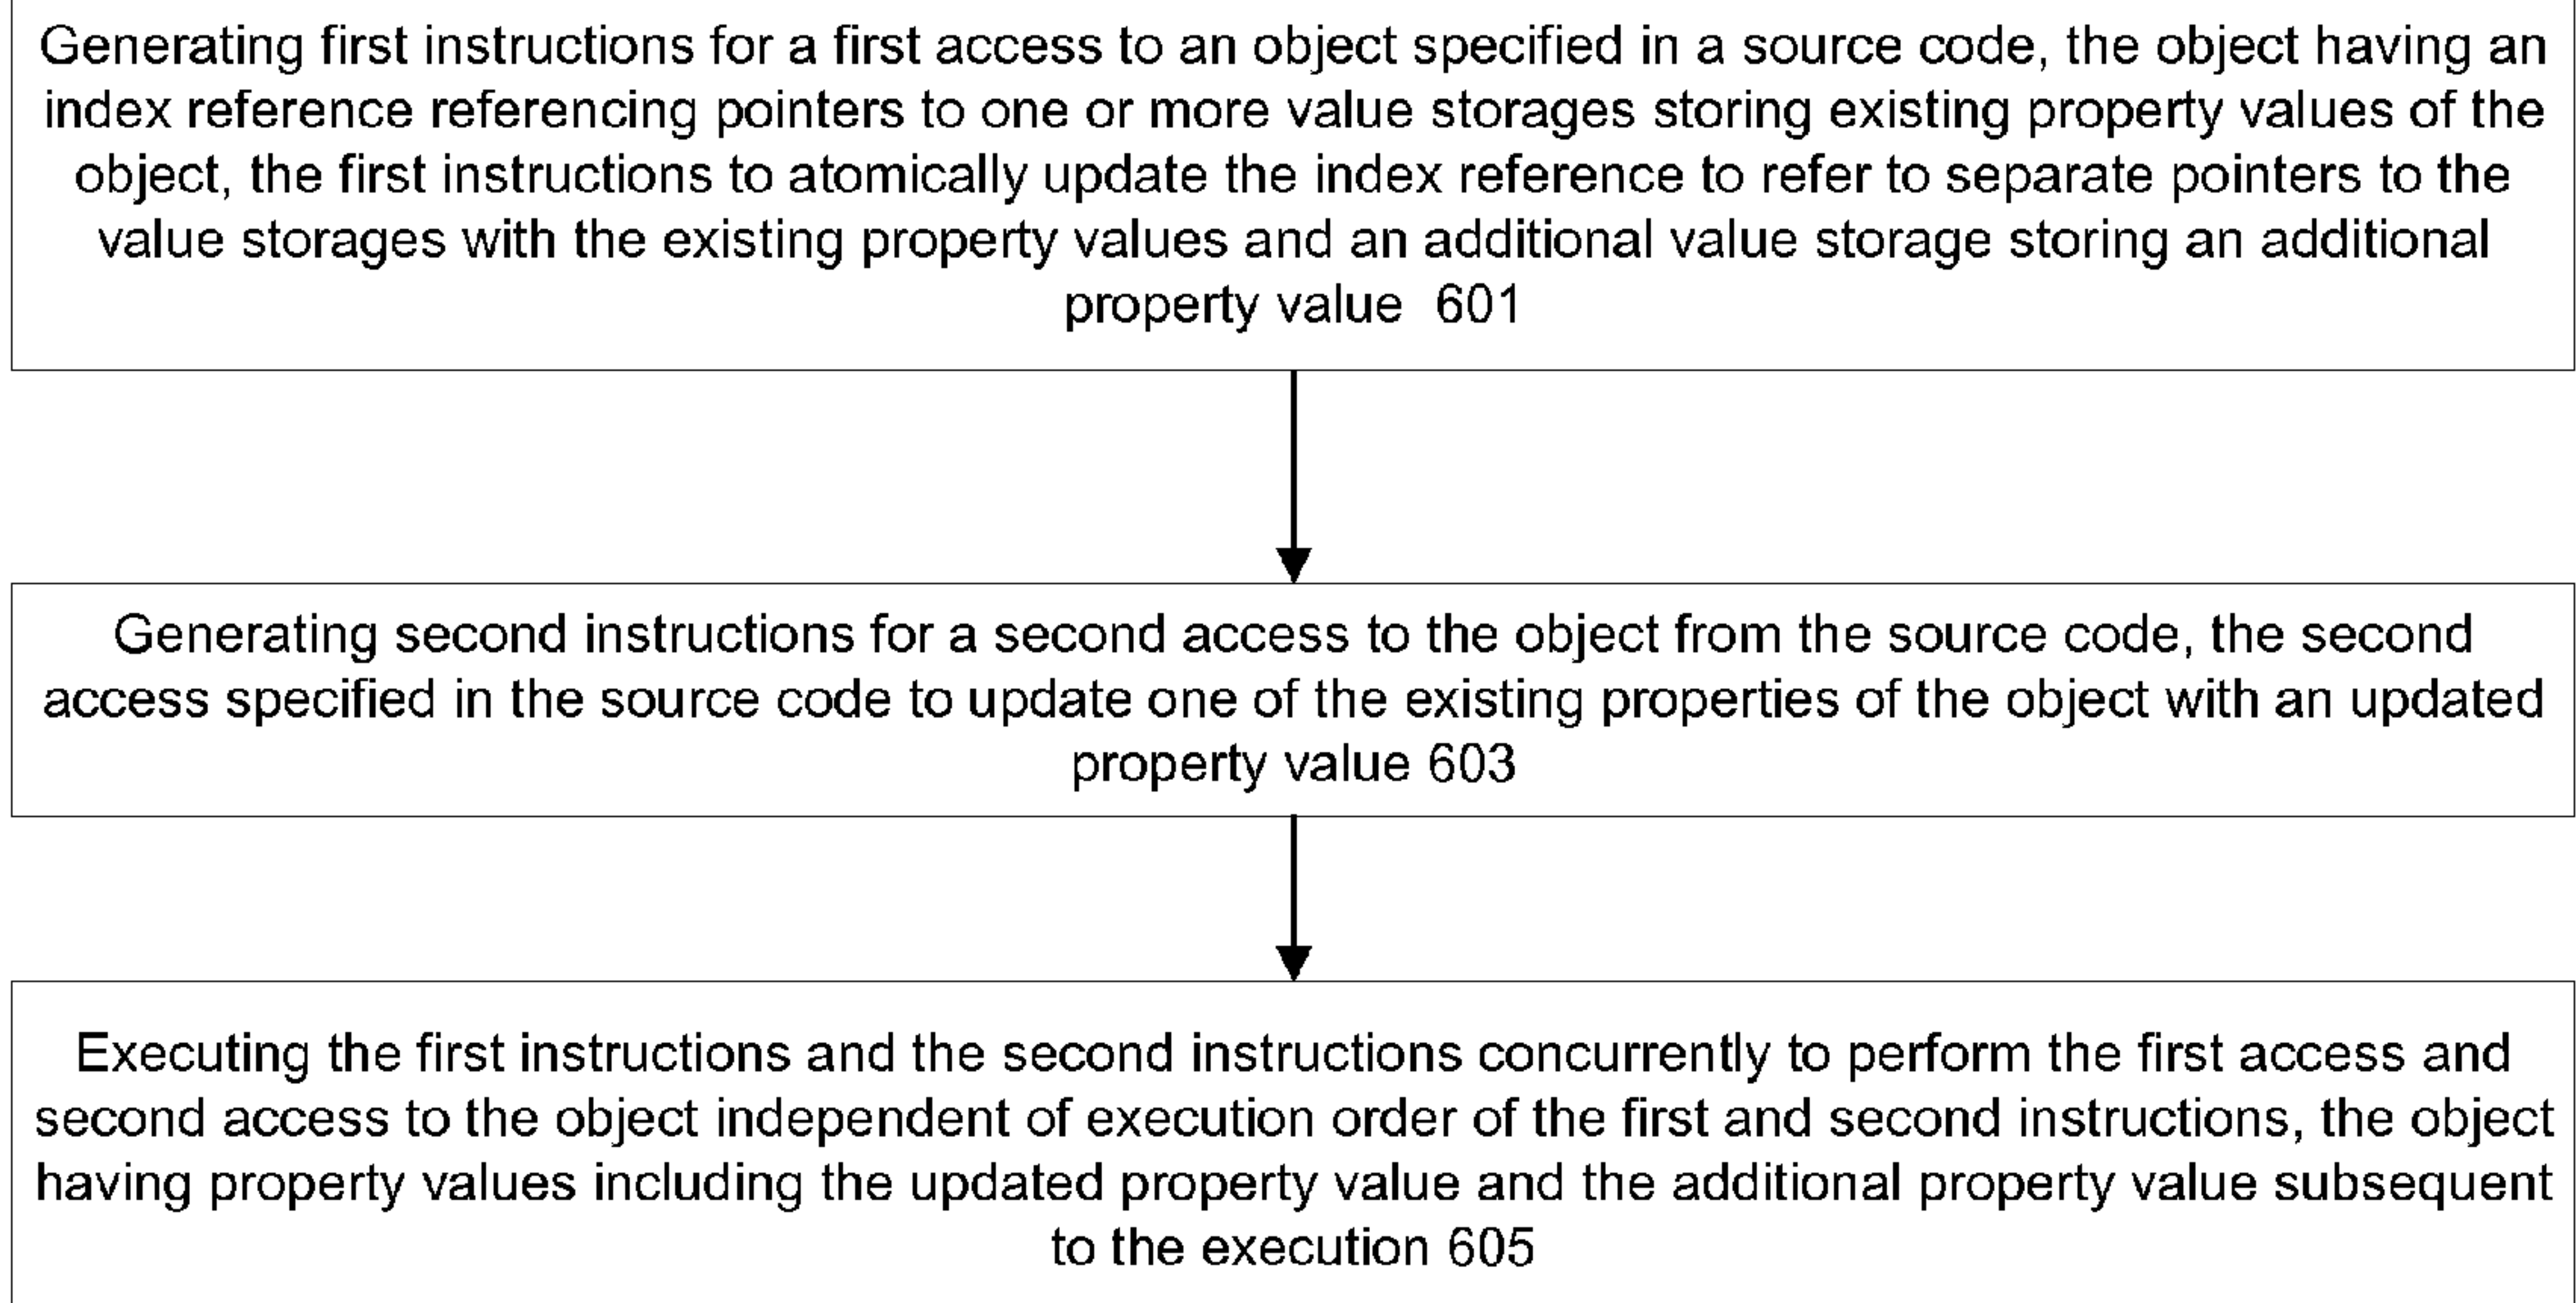 Generating first instructions for a first access to an object specified in a source code, the object having an
index reference referencing pointers to one or more value storages storing existing property values of the
object, the first instructions to atomically update the index reference to refer to separate pointers to the
value storages with the existing property values and an additional value storage storing an additional
property value 601
Generating second instructions for a second access to the object from the source code, the second
access specified in the source code to update one of the existing properties of the object with an updated
property value 603
Executing the first instructions and the second instructions concurrently to perform the first access and
second access to the object independent of execution order of the first and second instructions, the object
having property values including the updated property value and the additional property value subsequent
to the execution 605